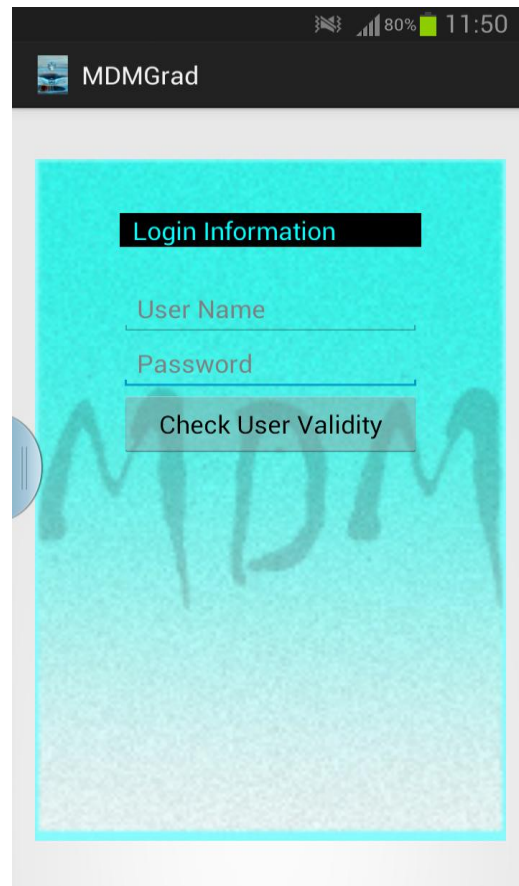 80% 11:50
MDMGrad
Login Information
User Name
Password
Check User Validity
MDM